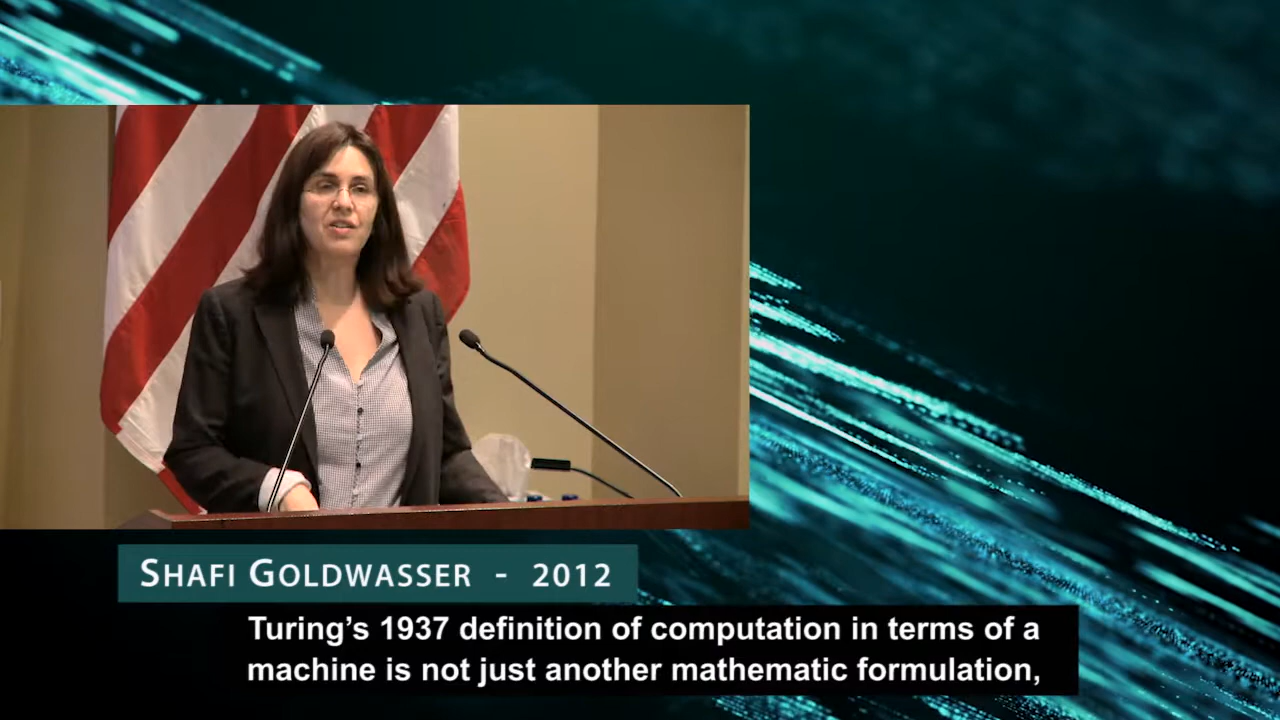 SHAFI GOLDWASSER - 2012
Turing's 1937 definition of computation in terms of a
machine is not just another mathematic formulation,